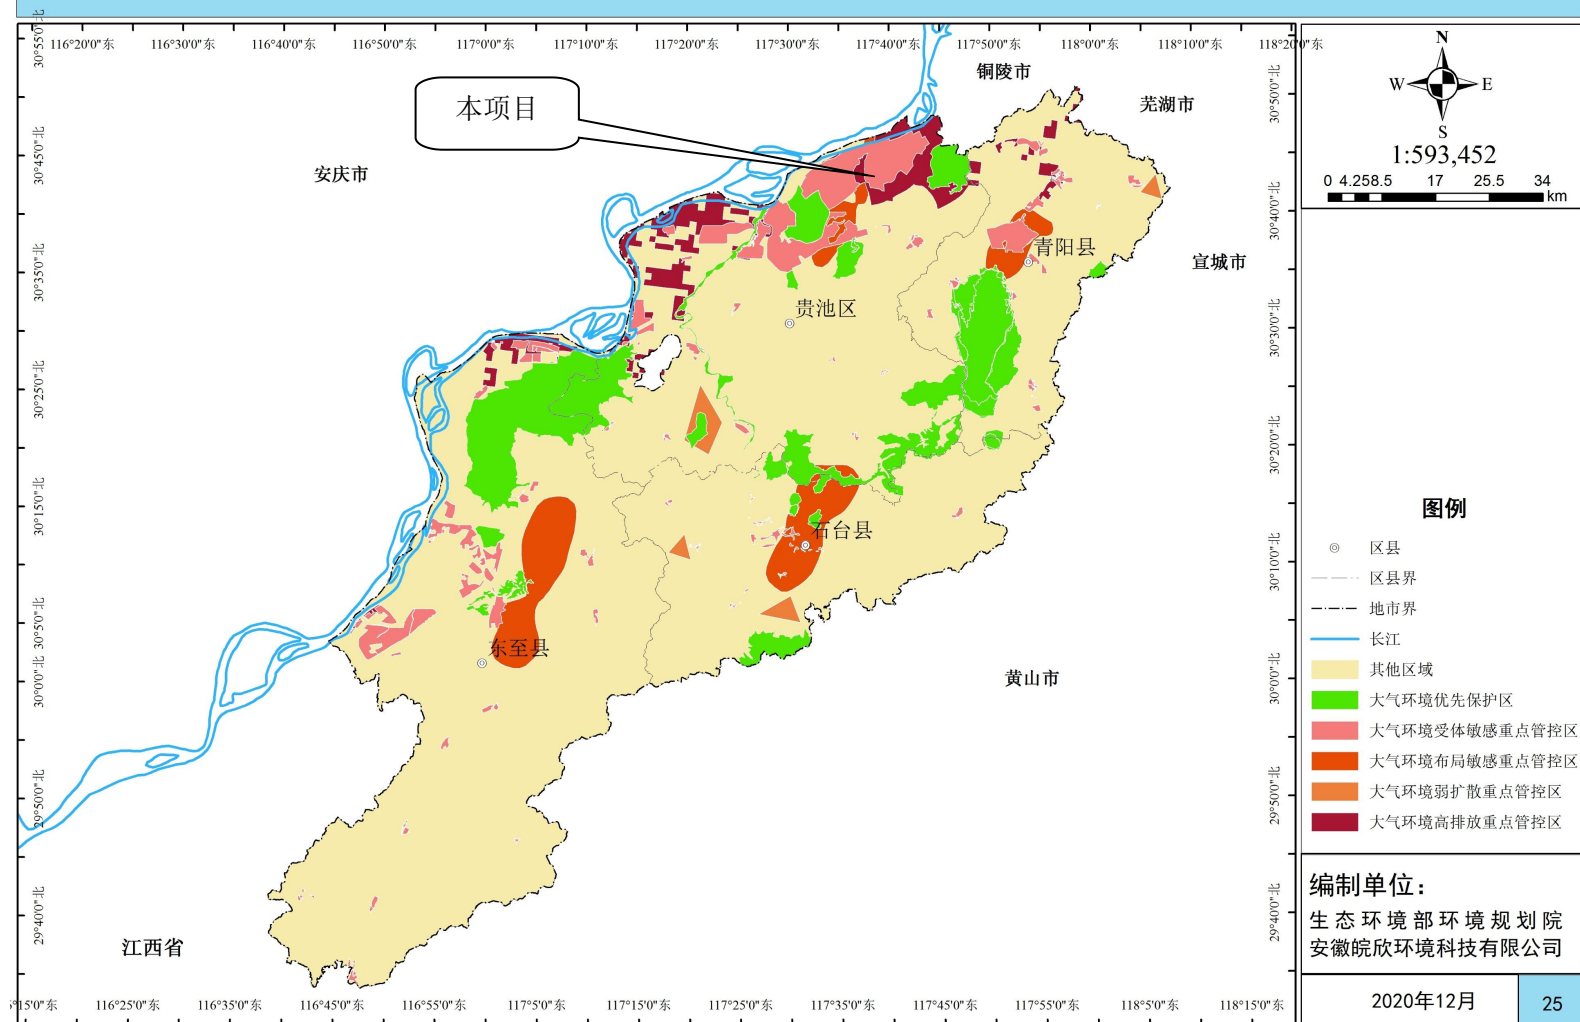 116°20'0"东 116°30'0"东 116°40'0"东 116°50'0"东 117°0'0"东 117°10'0"东 117°20'0"东 117°30'0"东 117°40'0"东 117°50'0"东 118°0'0"东 118°10'0"东 118°20'0"东
30°55'0"北
30°45'0"北
30°35'0"北
30°25'0"北
30°15'0"北
30°5'0"北
30°0'0"北
29°50'0"北
29°40'0"北
铜陵市
芜湖市
本项目
安庆市
青阳县
宣城市
贵池区
石台县
东至县
黄山市
江西省
30°50'0"北
30°40'0"北
30°30'0"北
30°20'0"北
30°10'0"北
30°0'0"北
29°50'0"北
29°40'0"北
116°25'0"东 116°35'0"东 116°45'0"东 116°55'0"东 117°5'0"东 117°15'0"东 117°25'0"东 117°35'0"东 117°45'0"东 117°55'0"东 118°5'0"东 118°15'0"东
N
W E
S
1:593,452
0 4.258.5 17 25.5 34
km
图例
区县
区县界
地市界
长江
其他区域
大气环境优先保护区
大气环境受体敏感重点管控区
大气环境布局敏感重点管控区
大气环境弱扩散重点管控区
大气环境高排放重点管控区
编制单位：
生态环境部环境规划院
安徽皖欣环境科技有限公司
2020年12月
25